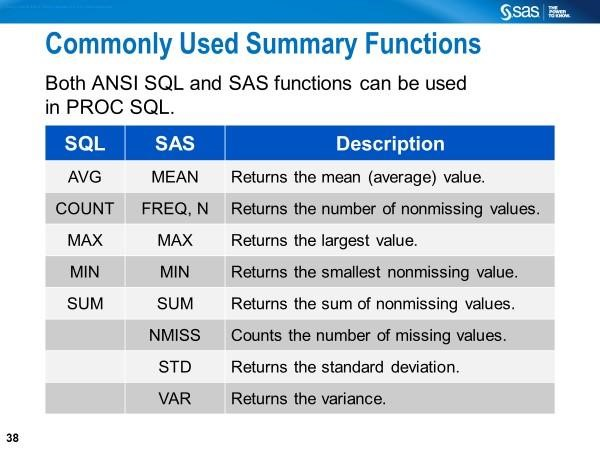 sas
THE
POWER
TO KNOW.
Commonly Used Summary Functions
Both ANSI SQL and SAS functions can be used
in PROC SQL.
SQL SAS Description
AVG MEAN Returns the mean (average) value.
COUNT FREQ, N Returns the number of nonmissing values.
MAX MAX Returns the largest value.
MIN MIN Returns the smallest nonmissing value.
SUM SUM Returns the sum of nonmissing values.
NMISS Counts the number of missing values.
STD Returns the standard deviation.
VAR Returns the variance.
38